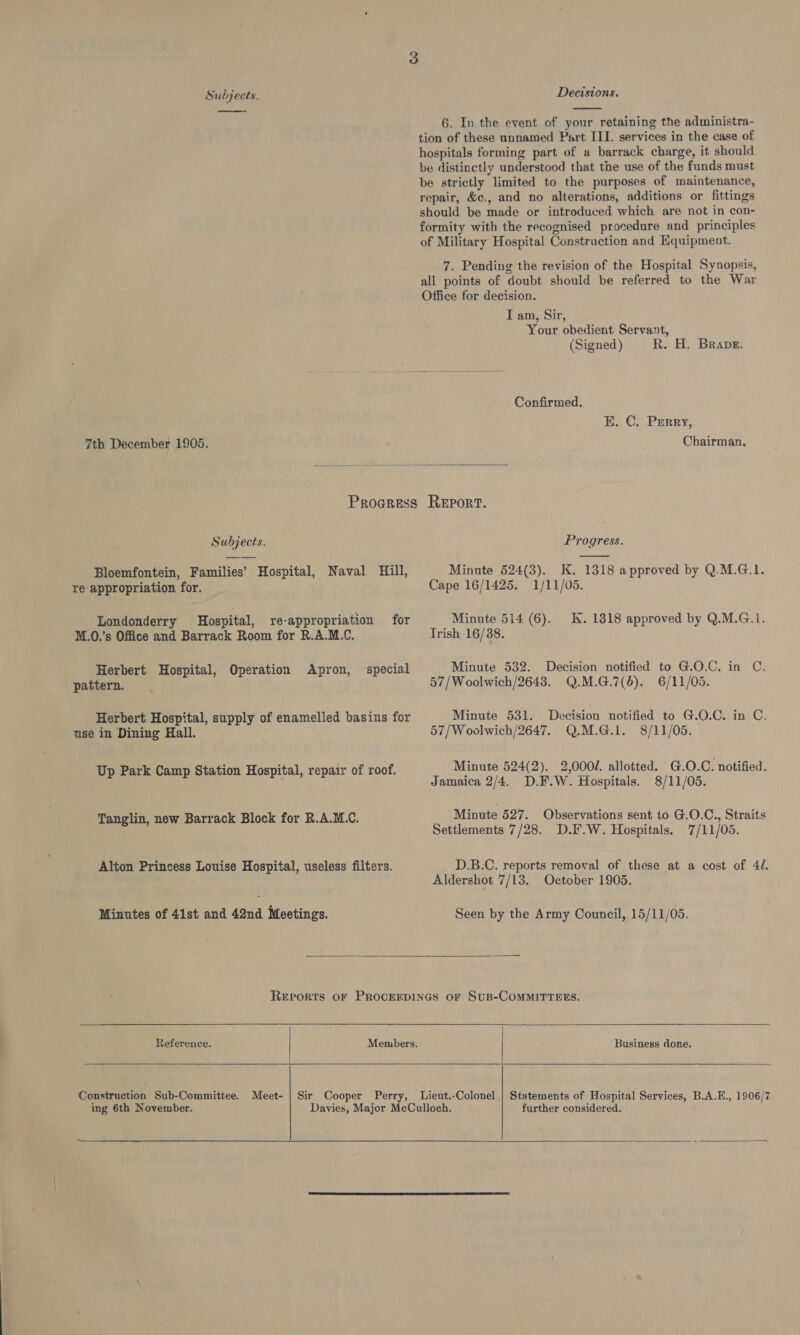 3
Subjects.
Decisions.
6. In the event of your retaining the administra-
tion of these unnamed Part III. services in the case of
hospitals forming part of a barrack charge, it should
be distinctly understood that the use of the funds must
be strictly limited to the purposes of maintenance,
repair, &c., and no alterations, additions or fittings
should be made or introduced which are not in con-
formity with the recognised procedure and principles
of Military Hospital Construction and Equipment.
7. Pending the revision of the Hospital Synopsis,
all points of doubt should be referred to the War
Office for decision.
I am, Sir,
Your obedient Servant,
(Signed) R. H. BRADE.
Confirmed.
E. C. PERRY,
Chairman.
7th December 1905.
PROGRESS REPORT.
Subjects.
Progress.
Bloemfontein, Families' Hospital, Naval Hill,
re-appropriation for.
Minute 524(3). K. 1318 approved by Q.M.G.1.
Cape 16/1425. 1/11/05.
Londonderry Hospital, re-appropriation for
M.O.'s Office and Barrack Room for R.A.M.C.
Minute 514 (6). K. 1318 approved by Q.M.G.1.
Irish 16/38.
Herbert Hospital, Operation Apron, special
pattern.
Minute 532. Decision notified to G.O.C. in C.
57/Woolwich/2643. Q.M.G.7(b). 6/11/05.
Herbert Hospital, supply of enamelled basins for
use in Dining Hall.
Minute 531. Decision notified to G.O.C. in C.
57/Woolwich/2647. Q.M.G.1. 8/11/05.
Up Park Camp Station Hospital, repair of roof.
Minute 524(2). 2,000l. allotted. G.O.C. notified.
Jamaica 2/4. D.F.W. Hospitals. 8/11/05.
Tanglin, new Barrack Block for R.A.M.C.
Minute 527. Observations sent to G.O.C., Straits
Settlements 7/28. D.F.W. Hospitals. 7/11/05.
Alton Princess Louise Hospital, useless filters.
D.B.C. reports removal of these at a cost of 4l.
Aldershot 7/13. October 1905.
Minutes of 41st and 42nd Meetings.
Seen by the Army Council, 15/11/05.
REPORTS OF PROCEEDINGS OF SUB-COMMITTEES.
Reference.
Members.
Business done.
Construction Sub-Committee. Meet-
ing 6th November.
Sir Cooper Perry, Lieut.-Colonel
Davies, Major McCulloch.
Statements of Hospital Services, B.A.E., 1906/7
further considered.